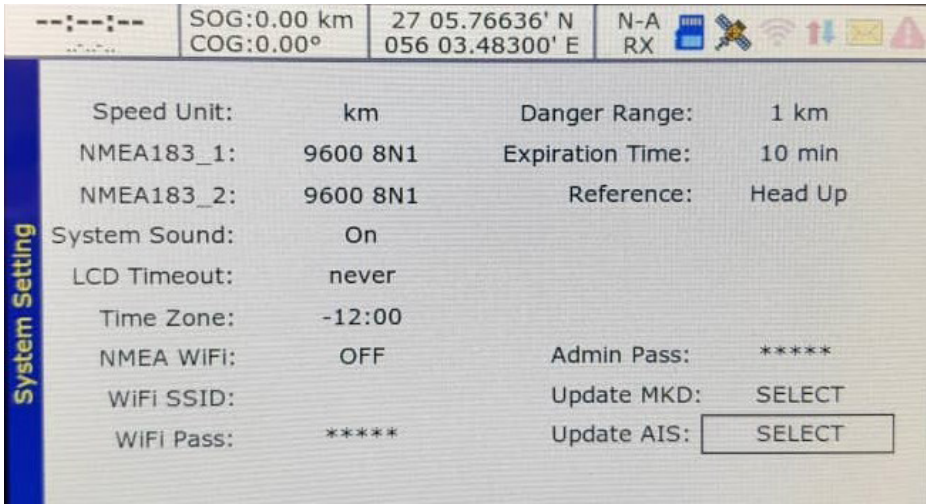 --:--:--
--.--.--
SOG:0.00 km
COG:0.00°
27 05.76636' N
056 03.48300' E
N-A
RX
System Setting
Speed Unit: km
NMEA183_1: 9600 8N1
NMEA183_2: 9600 8N1
System Sound: On
LCD Timeout: never
Time Zone: -12:00
NMEA WiFi: OFF
WiFi SSID:
WiFi Pass: *****
Danger Range: 1 km
Expiration Time: 10 min
Reference: Head Up
Admin Pass: *****
Update MKD: SELECT
Update AIS: SELECT